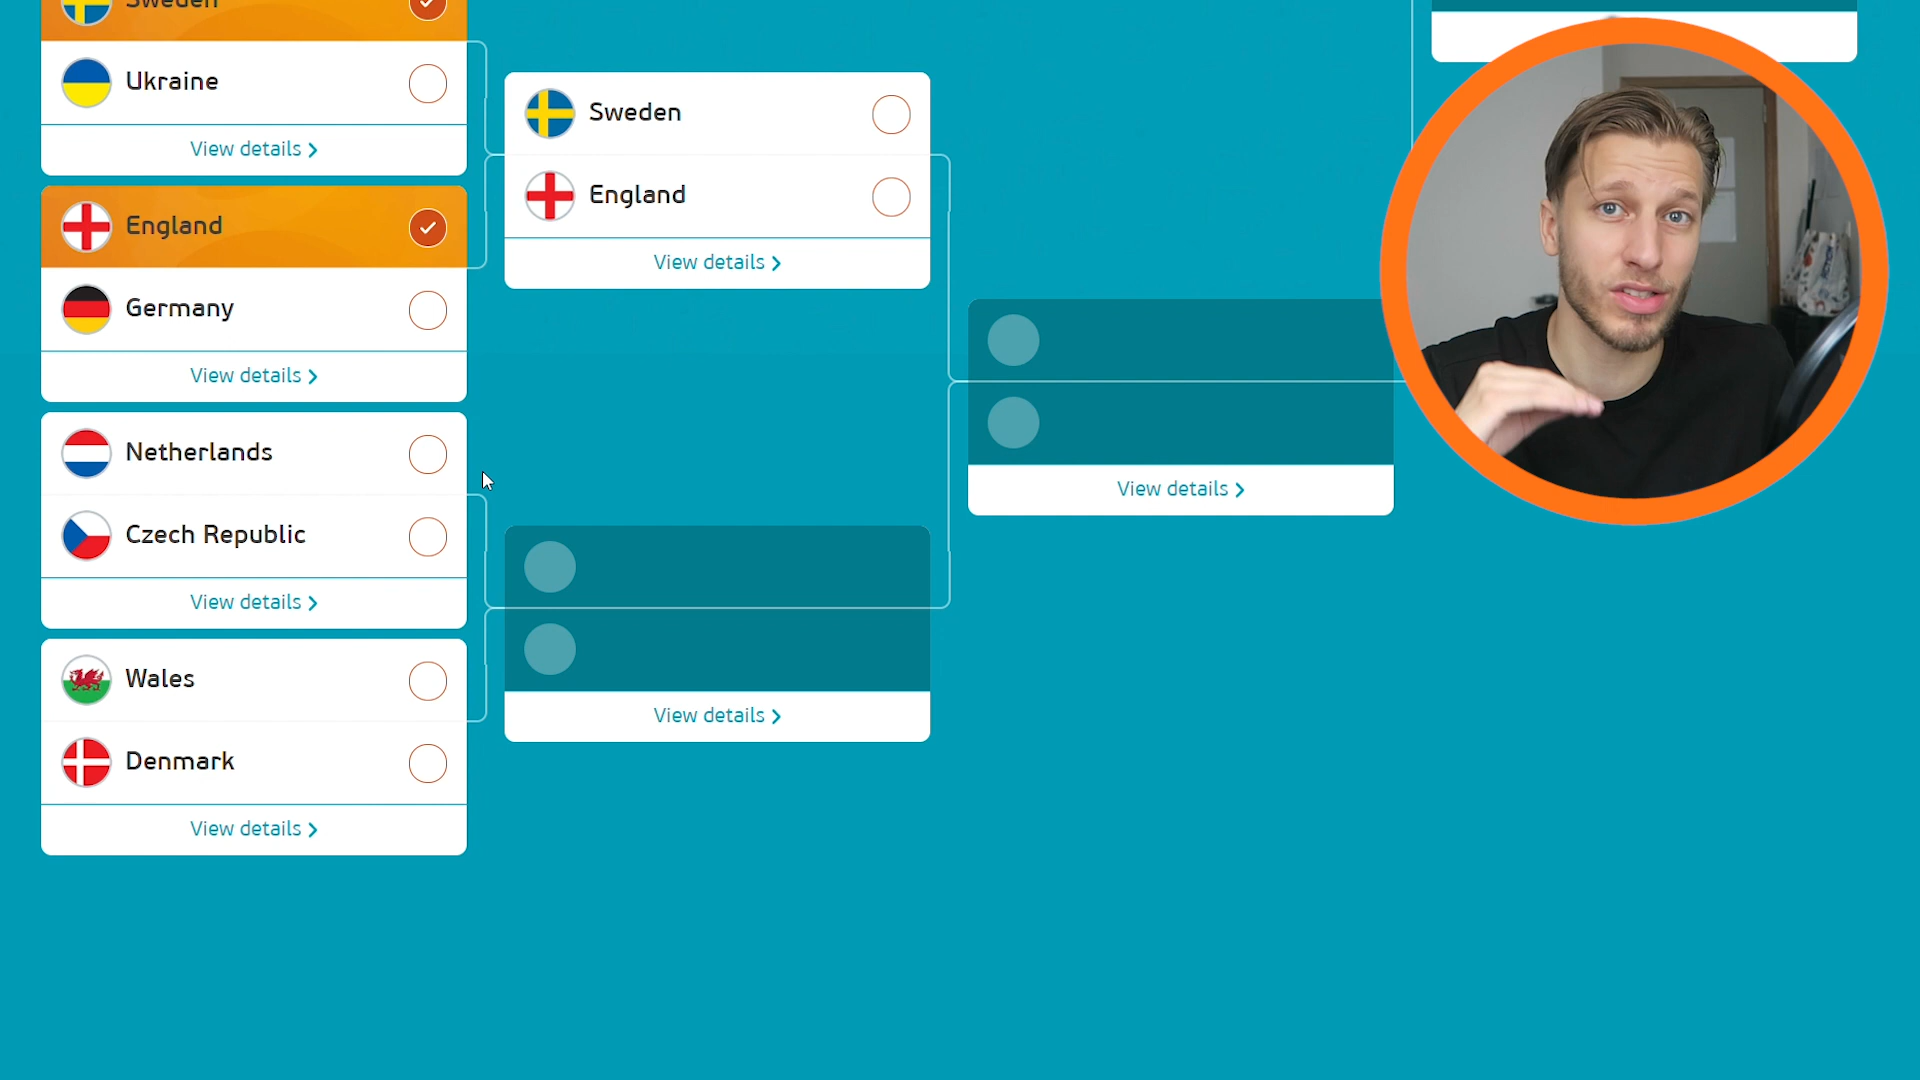 Sweden
Ukraine
View details
England
Germany
View details
Netherlands
Czech Republic
View details
Wales
Denmark
View details
Sweden
England
View details
View details
View details